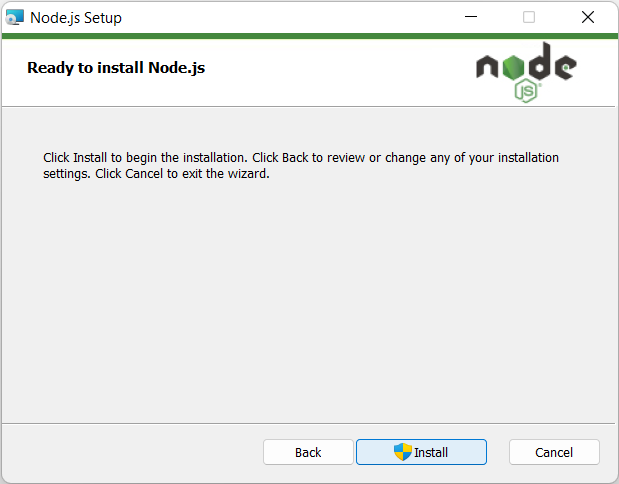 Node.js Setup
Ready to install Node.js
node
JS
Click Install to begin the installation. Click Back to review or change any of your installation
settings. Click Cancel to exit the wizard.
Back
Install
Cancel